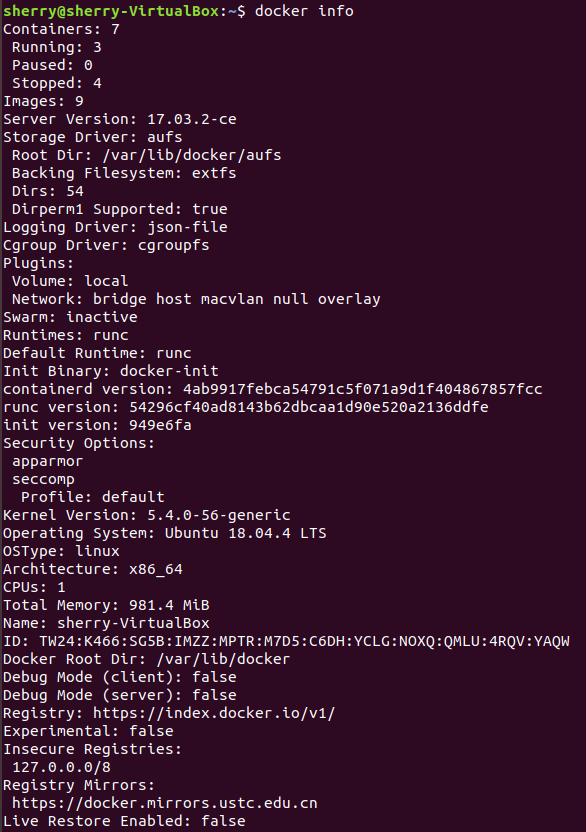 sherry@sherry-VirtualBox:~$ docker info
Containers: 7
 Running: 3
 Paused: 0
 Stopped: 4
Images: 9
Server Version: 17.03.2-ce
Storage Driver: aufs
 Root Dir: /var/lib/docker/aufs
 Backing Filesystem: extfs
 Dirs: 54
 Dirperm1 Supported: true
Logging Driver: json-file
Cgroup Driver: cgroupfs
Plugins:
 Volume: local
 Network: bridge host macvlan null overlay
Swarm: inactive
Runtimes: runc
Default Runtime: runc
Init Binary: docker-init
containerd version: 4ab9917febca54791c5f071a9d1f404867857fcc
runc version: 54296cf40ad8143b62dbcaa1d90e520a2136ddfe
init version: 949e6fa
Security Options:
 apparmor
 seccomp
  Profile: default
Kernel Version: 5.4.0-56-generic
Operating System: Ubuntu 18.04.4 LTS
OSType: linux
Architecture: x86_64
CPUs: 1
Total Memory: 981.4 MiB
Name: sherry-VirtualBox
ID: TW24:K466:SG5B:IMZZ:MPTR:M7D5:C6DH:YCLG:NOXQ:QMLU:4RQV:YAQW
Docker Root Dir: /var/lib/docker
Debug Mode (client): false
Debug Mode (server): false
Registry: https://index.docker.io/v1/
Experimental: false
Insecure Registries:
 127.0.0.0/8
Registry Mirrors:
 https://docker.mirrors.ustc.edu.cn
Live Restore Enabled: false